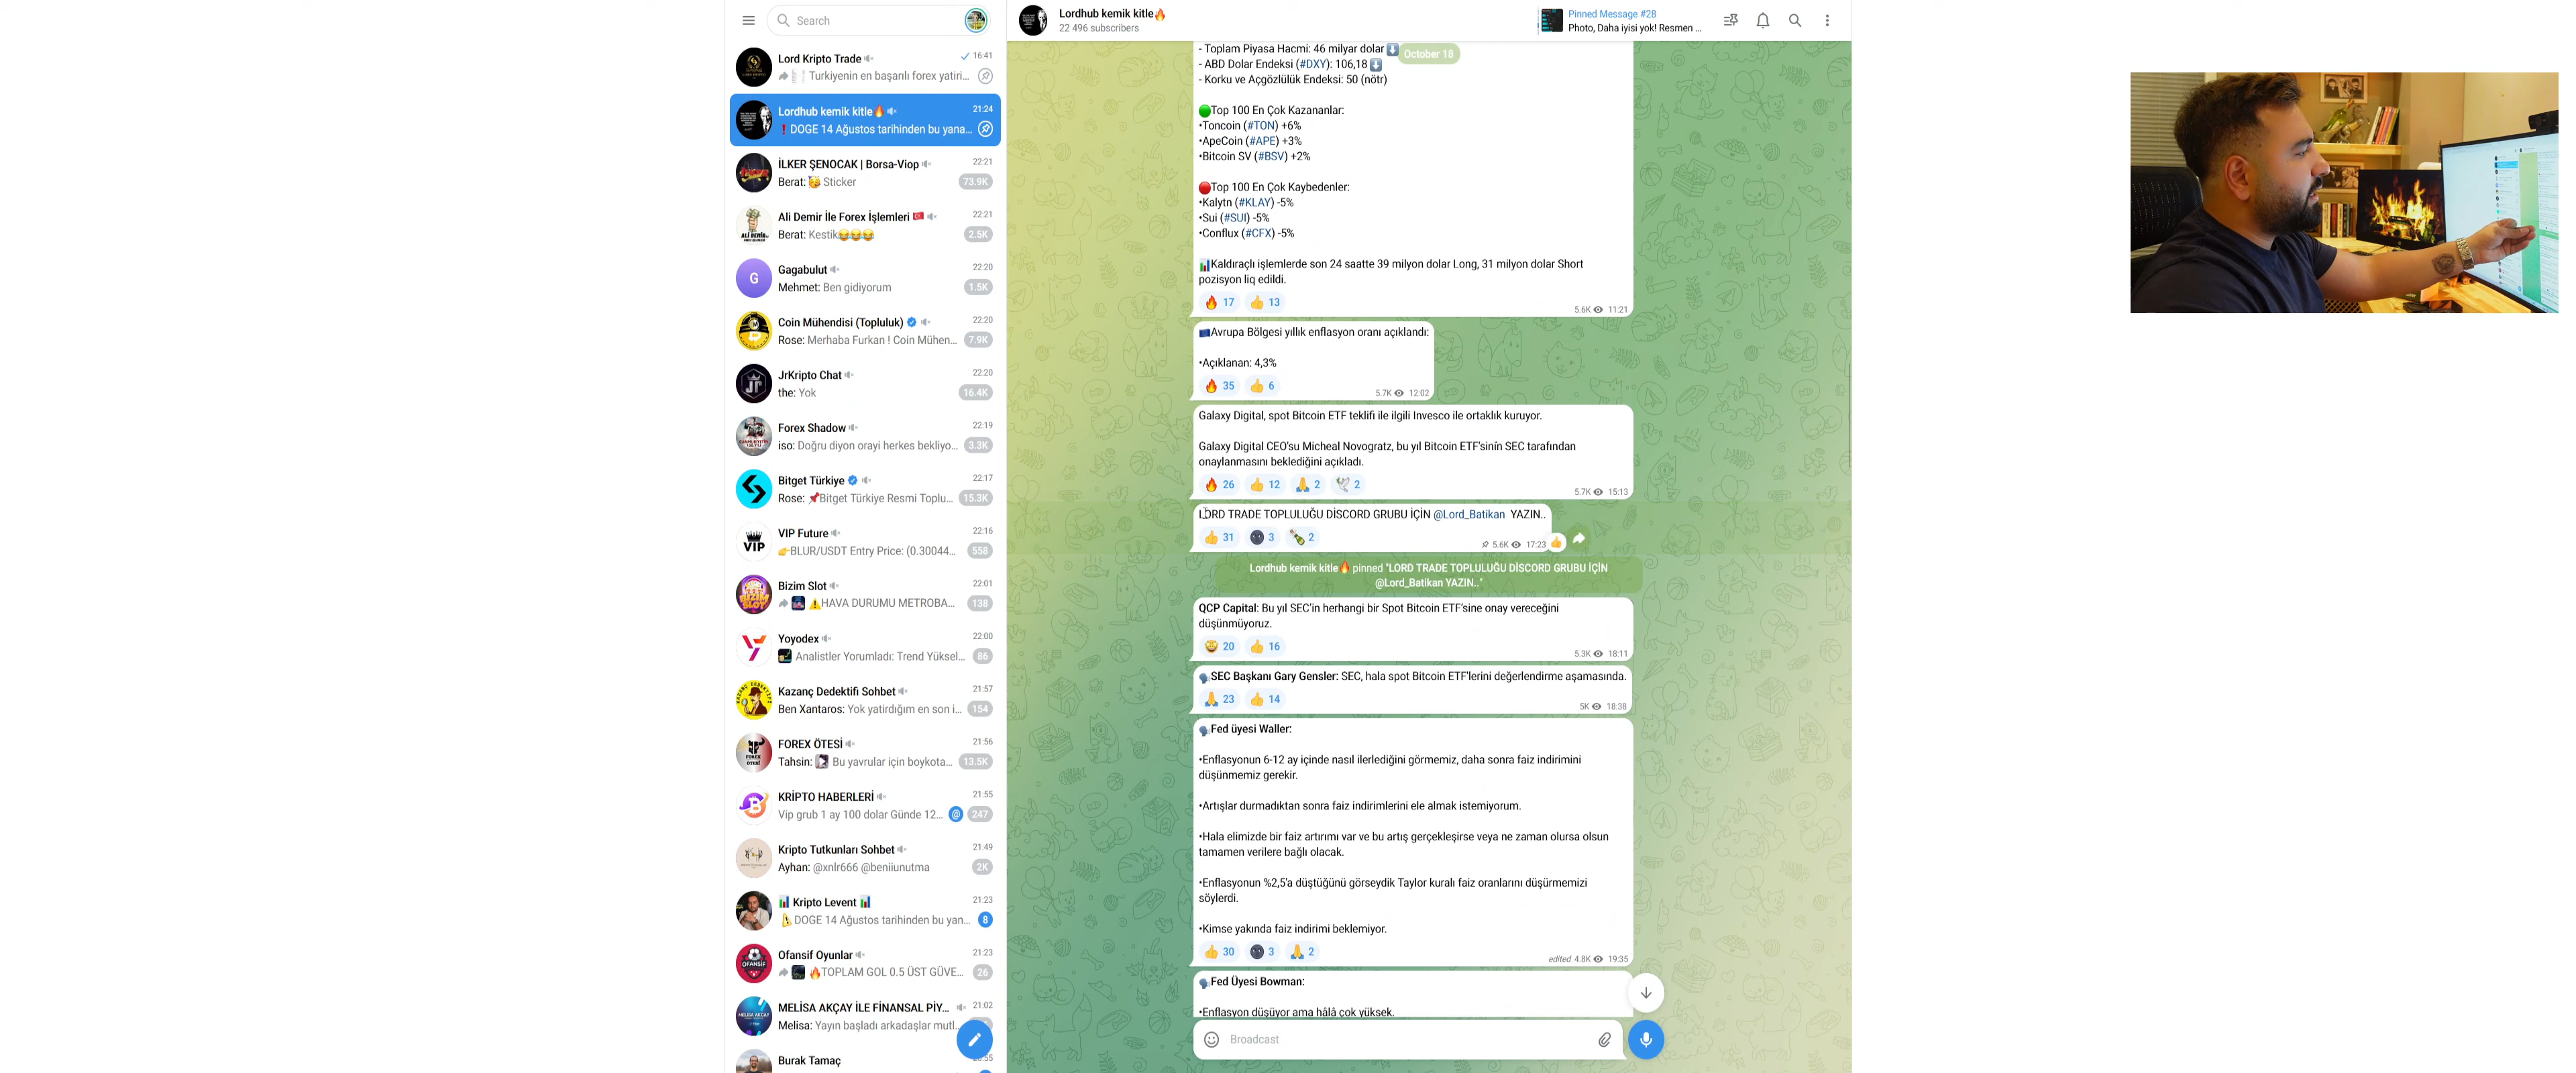 Search
Lord Kripto Trade
16:41
Turkiyenin en başarılı forex yatiri...
Lordhub kemik kitle🔥
21:24
❗DOGE 14 Ağustos tarihinden bu yana...
İLKER ŞENOCAK | Borsa-Viop
22:21
Berat: 🥳 Sticker
73.9K
Ali Demir İle Forex İşlemleri 🇹🇷
22:21
Berat: Kestik😂😂😂
2.5K
G
Gagabulut
22:20
Mehmet: Ben gidiyorum
1.5K
Coin Mühendisi (Topluluk)
22:20
Rose: Merhaba Furkan ! Coin Mühen...
7.9K
JrKripto Chat
22:20
the: Yok
16.4K
Forex Shadow
22:19
iso: Doğru diyon orayi herkes bekliyo...
3.3K
Bitget Türkiye
22:17
Rose: 📌Bitget Türkiye Resmi Toplu...
15.3K
VIP
VIP Future
22:16
👉BLUR/USDT Entry Price: (0.30044...
558
Bizim Slot
22:01
⚠️HAVA DURUMU METROBA...
138
Yoyodex
22:00
Analistler Yorumladı: Trend Yüksel...
86
Kazanç Dedektifi Sohbet
21:57
Ben Xantaros: Yok yatirdığım en son i...
154
FOREX ÖTESİ
21:56
Tahsin: Bu yavrular için boykota...
13.5K
KRİPTO HABERLERİ
21:55
Vip grub 1 ay 100 dolar Günde 12...
@ 247
Kripto Tutkunları Sohbet
21:49
Ayhan: @xnlr666 @beniiunutma
2K
📊 Kripto Levent 📊
21:23
DOGE 14 Ağustos tarihinden bu yan...
8
Ofansif Oyunlar
21:23
🔥TOPLAM GOL 0.5 ÜST GÜVE...
26
MELİSA AKÇAY İLE FİNANSAL PİY...
21:02
Melisa: Yayın başladı arkadaşlar mutl...
Burak Tamaç
Lordhub kemik kitle🔥
22 496 subscribers
Pinned Message #28
Photo, Daha iyisi yok! Resmen ...
October 18
- Toplam Piyasa Hacmi: 46 milyar dolar⬇️
- ABD Dolar Endeksi (#DXY): 106,18⬇️
- Korku ve Açgözlülük Endeksi: 50 (nötr)
🟢Top 100 En Çok Kazananlar:
•Toncoin (#TON) +6%
•ApeCoin (#APE) +3%
•Bitcoin SV (#BSV) +2%
🔴Top 100 En Çok Kaybedenler:
•Kalytn (#KLAY) -5%
•Sui (#SUI) -5%
•Conflux (#CFX) -5%
📊Kaldıraçlı işlemlerde son 24 saatte 39 milyon dolar Long, 31 milyon dolar Short
pozisyon liq edildi.
🔥 17 👍 13
5.6K 11:21
🇪🇺Avrupa Bölgesi yıllık enflasyon oranı açıklandı:
•Açıklanan: 4,3%
🔥 35 👍 6
5.7K 12:02
Galaxy Digital, spot Bitcoin ETF teklifi ile ilgili Invesco ile ortaklık kuruyor.
Galaxy Digital CEO'su Micheal Novogratz, bu yıl Bitcoin ETF'sinin SEC tarafından
onaylanmasını beklediğini açıkladı.
🔥 26 👍 12 🙏 2 🕊 2
5.7K 15:13
LORD TRADE TOPLULUĞU DİSCORD GRUBU İÇİN @Lord_Batikan YAZIN..
👍 31 🌚 3 🍾 2
5.6K 17:23
Lordhub kemik kitle🔥 pinned "LORD TRADE TOPLULUĞU DİSCORD GRUBU İÇİN
@Lord_Batikan YAZIN.."
QCP Capital: Bu yıl SEC'in herhangi bir Spot Bitcoin ETF'sine onay vereceğini
düşünmüyoruz.
20 👍 16
5.3K 18:11
🗣SEC Başkanı Gary Gensler: SEC, hala spot Bitcoin ETF'lerini değerlendirme aşamasında.
🙏 23 👍 14
5K 18:38
🗣Fed üyesi Waller:
•Enflasyonun 6-12 ay içinde nasıl ilerlediğini görmemiz, daha sonra faiz indirimini
düşünmemiz gerekir.
•Artışlar durmadıktan sonra faiz indirimlerini ele almak istemiyorum.
•Hala elimizde bir faiz artırımı var ve bu artış gerçekleşirse veya ne zaman olursa olsun
tamamen verilere bağlı olacak.
•Enflasyonun %2,5'a düştüğünü görseydik Taylor kuralı faiz oranlarını düşürmemizi
söylerdi.
•Kimse yakında faiz indirimi beklemiyor.
👍 30 🌚 3 🙏 2
edited 4.8K 19:35
🗣Fed Üyesi Bowman:
•Enflasyon düşüyor ama hâlâ çok yüksek.
Broadcast